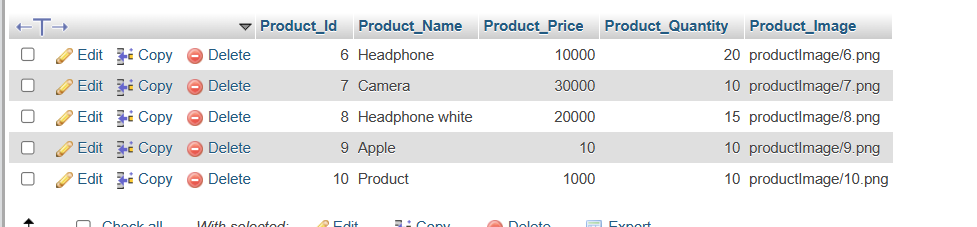 ←T→ Product_Id Product_Name Product_Price Product_Quantity Product_Image
Edit Copy Delete 6 Headphone 10000 20 productImage/6.png
Edit Copy Delete 7 Camera 30000 10 productImage/7.png
Edit Copy Delete 8 Headphone white 20000 15 productImage/8.png
Edit Copy Delete 9 Apple 10 10 productImage/9.png
Edit Copy Delete 10 Product 1000 10 productImage/10.png
Check all With selected: Edit Copy Delete Export